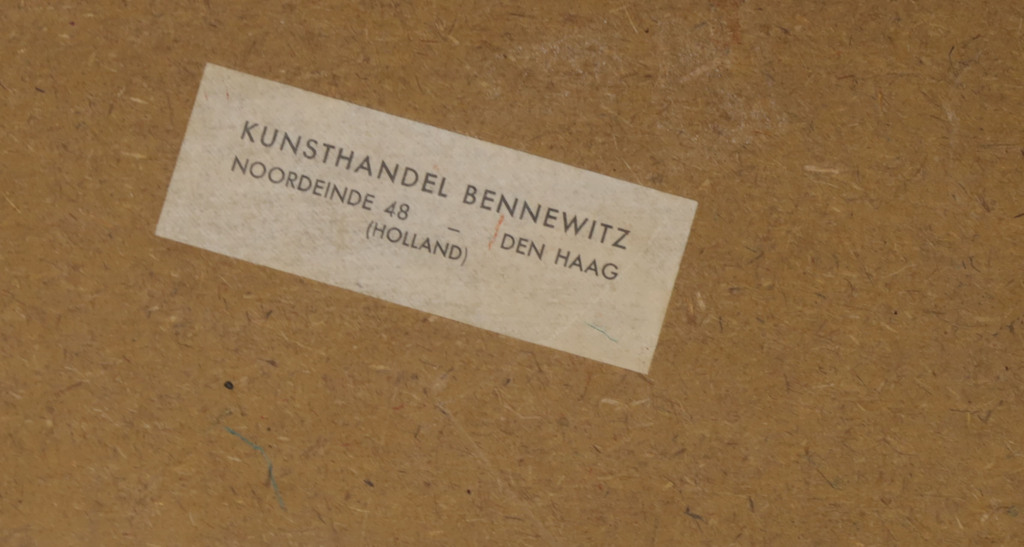 KUNSTHANDEL BENNEWITZ
NOORDEINDE 48 – DEN HAAG
(HOLLAND)